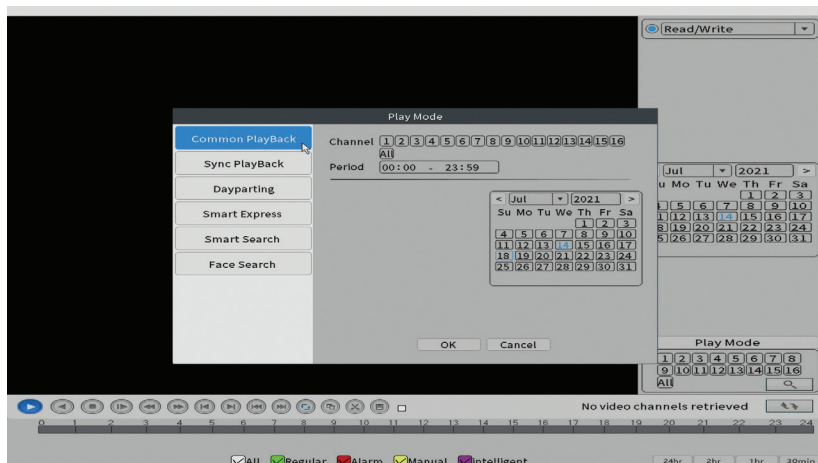 Read/Write
Play Mode
Common PlayBack
Sync PlayBack
Dayparting
Smart Express
Smart Search
Face Search
Channel 1 2 3 4 5 6 7 8 9 10 11 12 13 14 15 16
All
Period 00:00 - 23:59
< Jul 2021 >
Su Mo Tu We Th Fr Sa
1 2 3
4 5 6 7 8 9 10
11 12 13 14 15 16 17
18 19 20 21 22 23 24
25 26 27 28 29 30 31
OK Cancel
Jul 2021 >
u Mo Tu We Th Fr Sa
1 2 3
5 6 7 8 9 10
12 13 14 15 16 17
19 20 21 22 23 24
26 27 28 29 30 31
Play Mode
1 2 3 4 5 6 7 8
9 10 11 12 13 14 15 16
All
No video channels retrieved
0 1 2 3 4 5 6 7 8 9 10 11 12 13 14 15 16 17 18 19 20 21 22 23 24
All Regular Alarm Manual Intelligent
24hr 2hr 1hr 30min